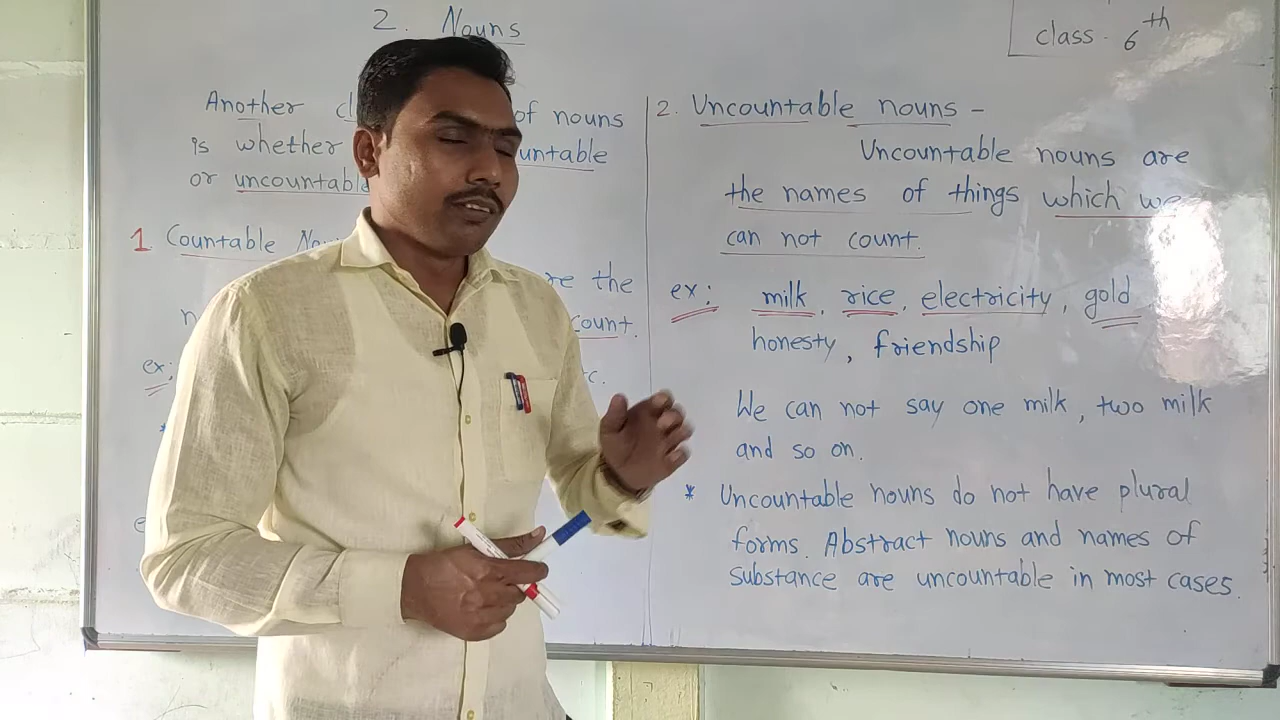 2. Nouns
class. 6th
Another of nouns
is whether untable
or uncountable
1. Countable
re the
count.
ex:
2. Uncountable nouns -
Uncountable nouns are
the names of things which we
can not count.
ex: milk, rice, electricity, gold
honesty, friendship
We can not say one milk, two milk
and so on.
* Uncountable nouns do not have plural
forms. Abstract nouns and names of
substance are uncountable in most cases.